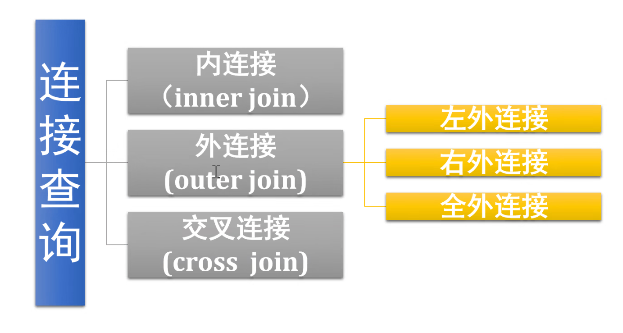 连接查询
内连接
（inner join）
外连接
(outer join)
交叉连接
(cross  join)
左外连接
右外连接
全外连接